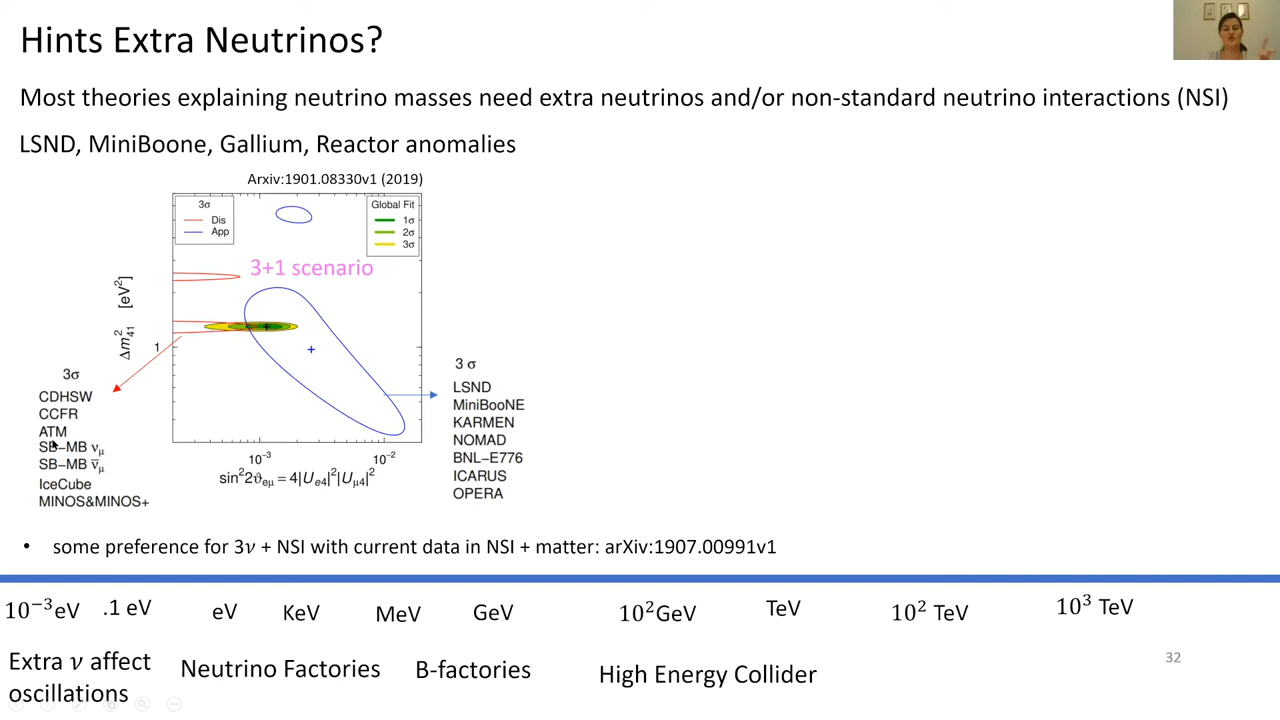 Hints Extra Neutrinos?
Most theories explaining neutrino masses need extra neutrinos and/or non-standard neutrino interactions (NSI)
LSND, MiniBoone, Gallium, Reactor anomalies
Arxiv:1901.08330v1 (2019)
3σ
Dis
App
Global Fit
1σ
2σ
3σ
3+1 scenario
Δm²₄₁ [eV²]
1
10⁻³
10⁻²
sin²2ϑₑμ = 4|Uₑ₄|²|Uμ₄|²
3σ
CDHSW
CCFR
ATM
SB−MB νμ
SB−MB ν̅μ
IceCube
MINOS&MINOS+
3 σ
LSND
MiniBooNE
KARMEN
NOMAD
BNL−E776
ICARUS
OPERA
• some preference for 3ν + NSI with current data in NSI + matter: arXiv:1907.00991v1
10⁻³eV .1 eV eV KeV MeV GeV 10²GeV TeV 10² TeV 10³ TeV
Extra ν affect
oscillations
Neutrino Factories
B-factories
High Energy Collider
32